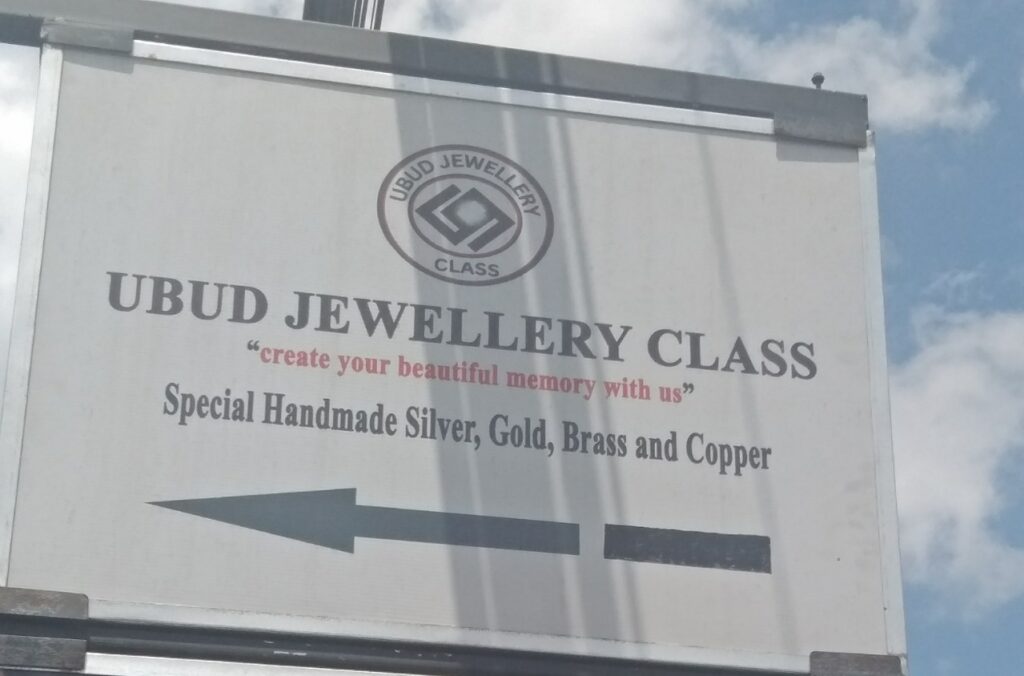 UBUD JEWELLERY
CLASS
UBUD JEWELLERY CLASS
“create your beautiful memory with us”
Special Handmade Silver, Gold, Brass and Copper